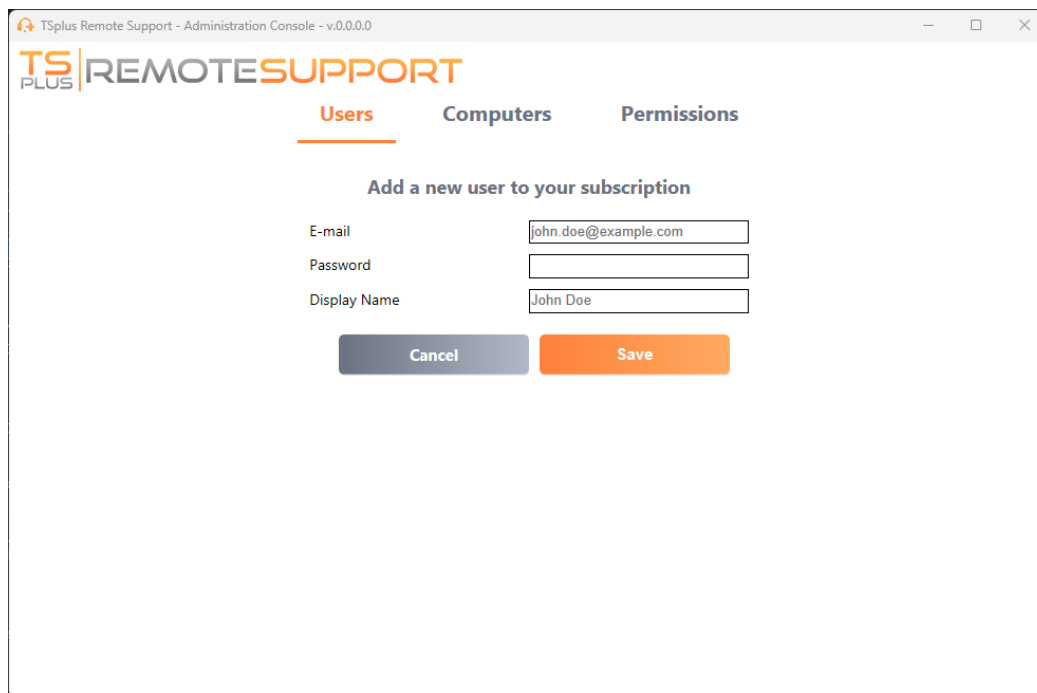 TSplus Remote Support - Administration Console - v.0.0.0.0
TS PLUS REMOTESUPPORT
Users Computers Permissions
Add a new user to your subscription
E-mail john.doe@example.com
Password
Display Name John Doe
Cancel Save